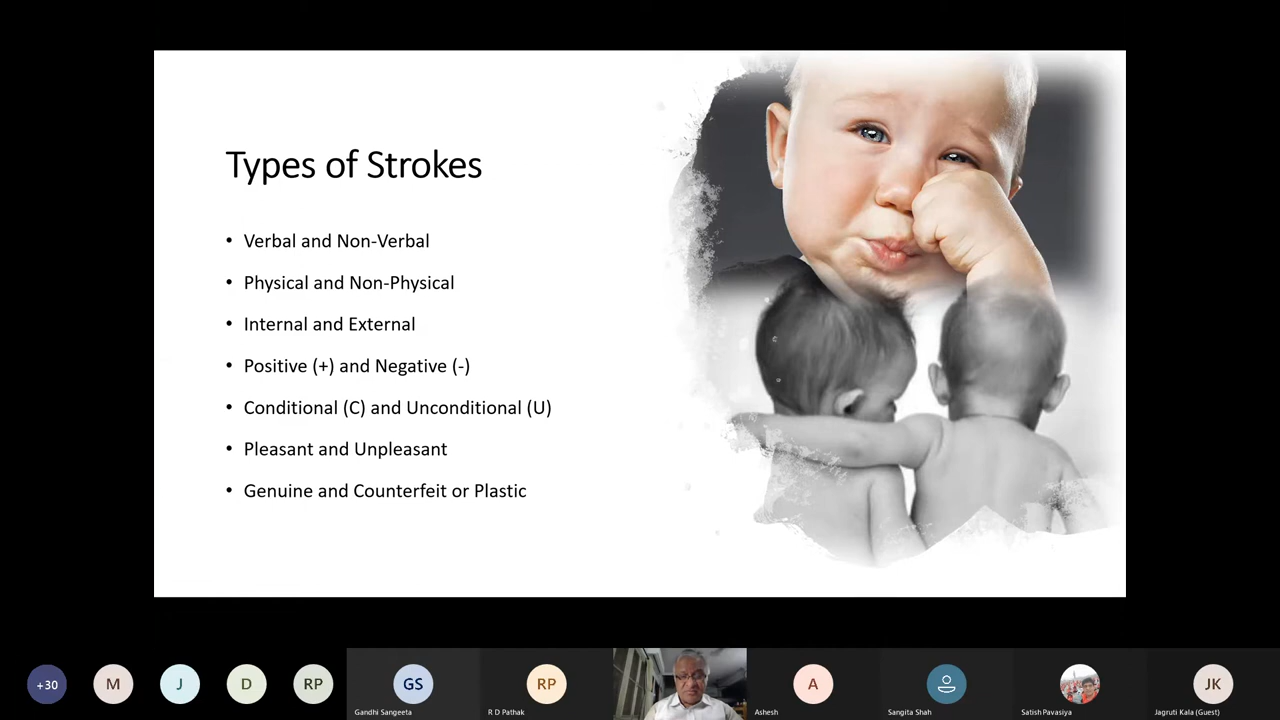 Types of Strokes
• Verbal and Non-Verbal
• Physical and Non-Physical
• Internal and External
• Positive (+) and Negative (-)
• Conditional (C) and Unconditional (U)
• Pleasant and Unpleasant
• Genuine and Counterfeit or Plastic
+30
M
J
D
RP
GS
RP
A
JK
Gandhi Sangeeta
R D Pathak
Ashesh
Sangita Shah
Satish Pavasiya
Jagruti Kala (Guest)